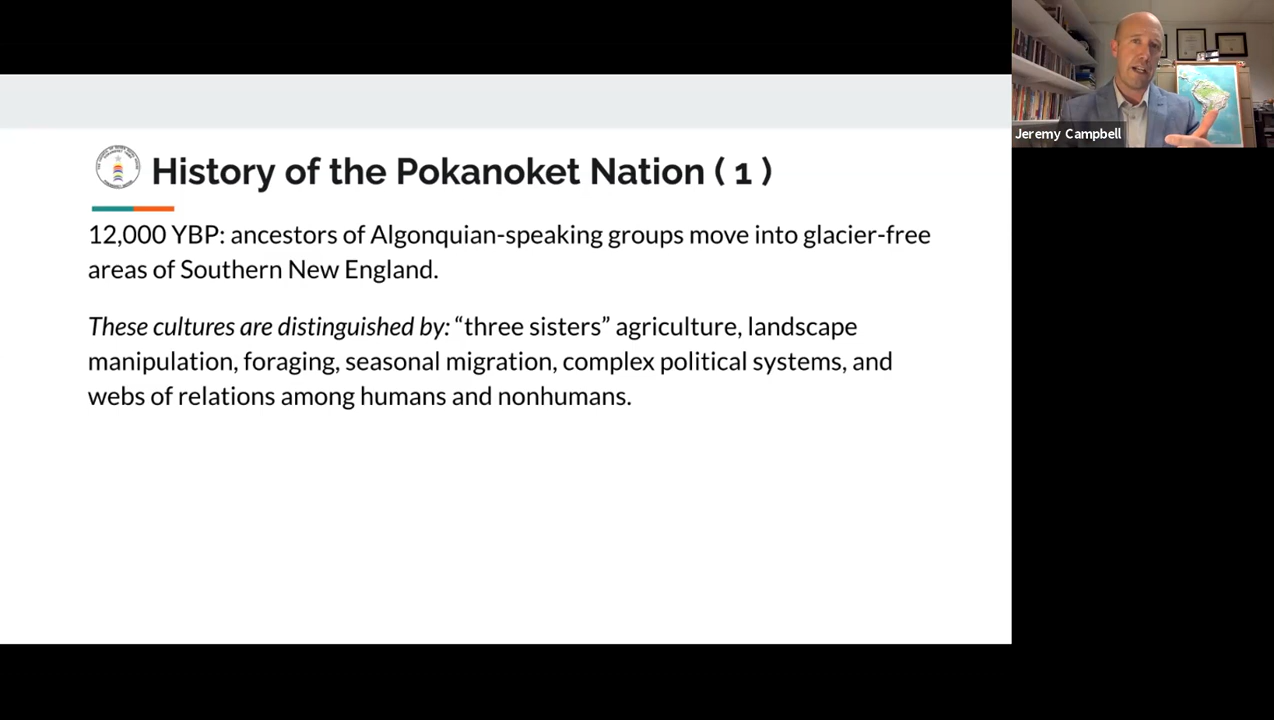 Jeremy Campbell
History of the Pokanoket Nation ( 1 )
12,000 YBP: ancestors of Algonquian-speaking groups move into glacier-free
areas of Southern New England.
These cultures are distinguished by: “three sisters” agriculture, landscape
manipulation, foraging, seasonal migration, complex political systems, and
webs of relations among humans and nonhumans.